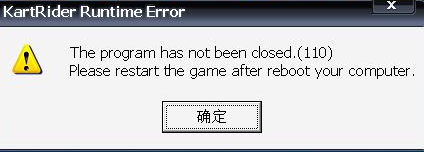 KartRider Runtime Error
The program has not been closed.(110)
Please restart the game after reboot your computer.
确定